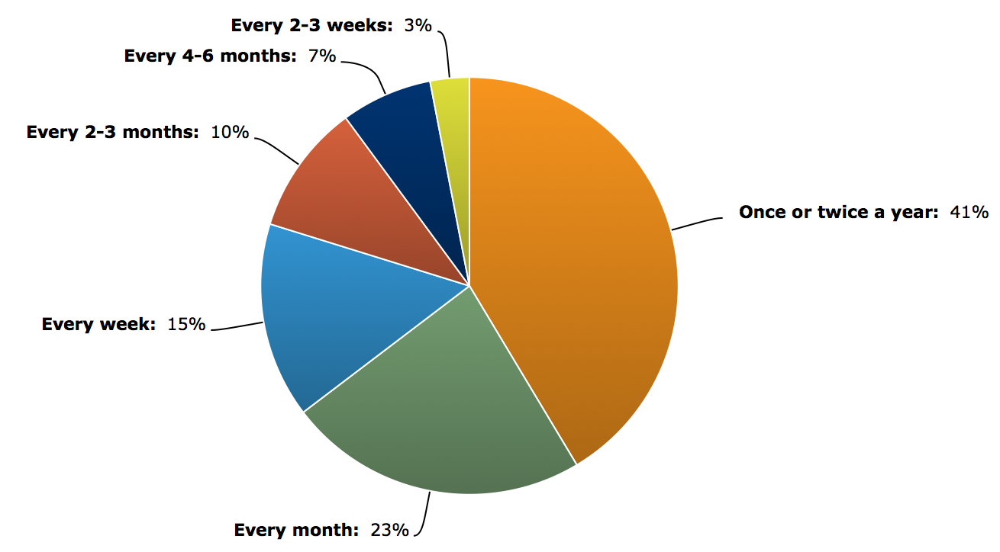 Every 2-3 weeks: 3%
Every 4-6 months: 7%
Every 2-3 months: 10%
Once or twice a year: 41%
Every week: 15%
Every month: 23%